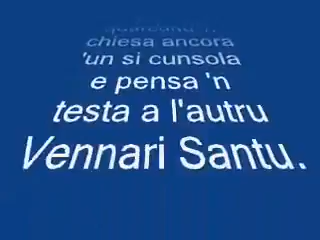 chiesa ancora
'un si cunsola
e pensa 'n
testa a l'autru
Vennari Santu.